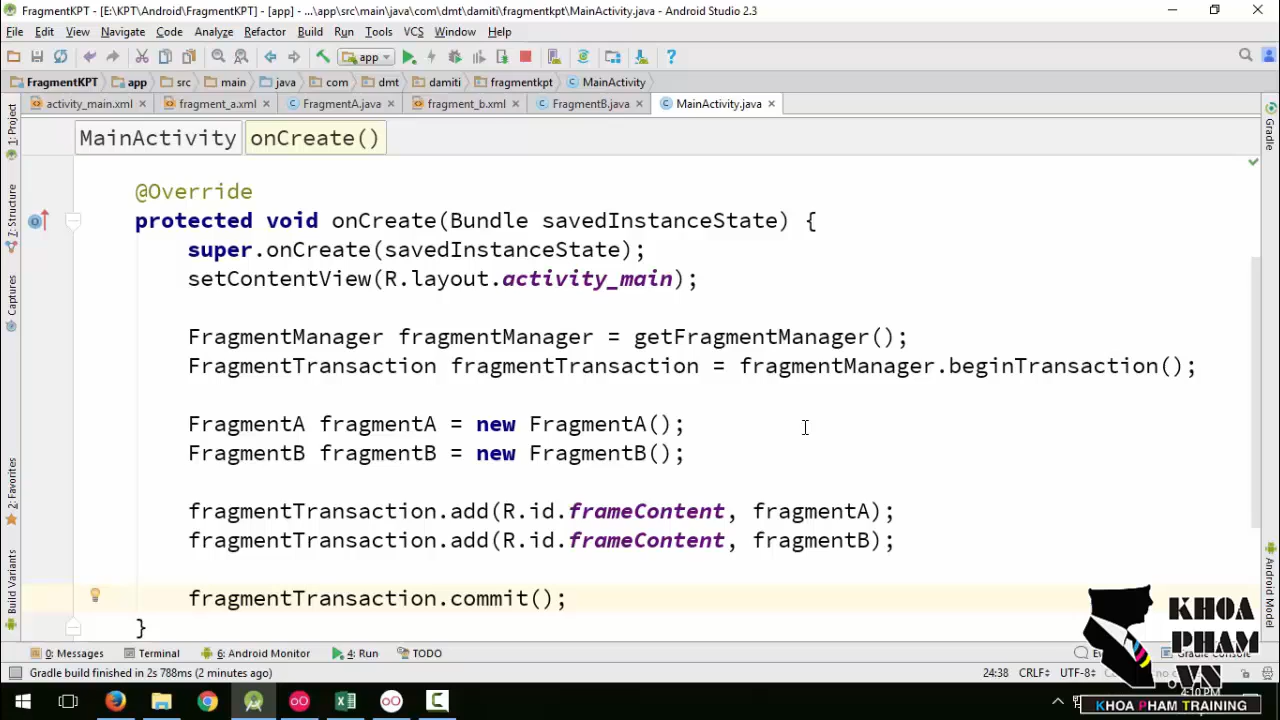 FragmentKPT - [E:\KPT\Android\FragmentKPT] - [app] - ...\app\src\main\java\com\dmt\damiti\fragmentkpt\MainActivity.java - Android Studio 2.3
File Edit View Navigate Code Analyze Refactor Build Run Tools VCS Window Help
app
FragmentKPT app src main java com dmt damiti fragmentkpt MainActivity
activity_main.xml fragment_a.xml FragmentA.java fragment_b.xml FragmentB.java MainActivity.java
1: Project
7: Structure
Captures
2: Favorites
Build Variants
Gradle
Android Model
MainActivity onCreate()
@Override
protected void onCreate(Bundle savedInstanceState) {
super.onCreate(savedInstanceState);
setContentView(R.layout.activity_main);
FragmentManager fragmentManager = getFragmentManager();
FragmentTransaction fragmentTransaction = fragmentManager.beginTransaction();
FragmentA fragmentA = new FragmentA();
FragmentB fragmentB = new FragmentB();
fragmentTransaction.add(R.id.frameContent, fragmentA);
fragmentTransaction.add(R.id.frameContent, fragmentB);
fragmentTransaction.commit();
}
KHOA
PHAM
.VN
0: Messages Terminal 6: Android Monitor 4: Run TODO
Gradle build finished in 2s 788ms (2 minutes ago) 24:38 CRLF÷ UTF-8÷
4:10 PM
KHOA PHAM TRAINING